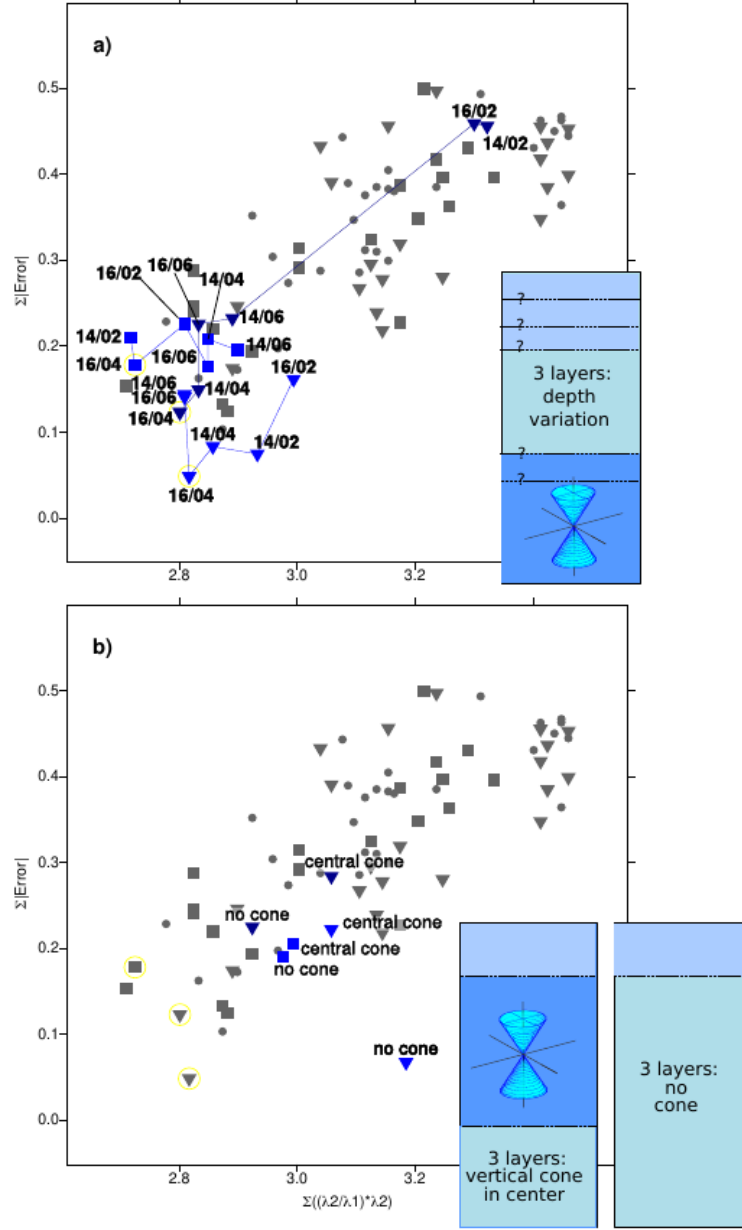 a)
Σ|Error|
0.5
0.4
0.3
0.2
0.1
0.0
16/02
14/02
16/02
16/06
14/04
14/06
14/02
16/04
16/06
14/06
16/02
14/06
16/06
14/04
16/04
14/04
14/02
16/04
?
?
?
3 layers:
depth
variation
?
?
2.8
3.0
3.2
b)
Σ|Error|
0.5
0.4
0.3
0.2
0.1
0.0
central cone
no cone
central cone
central cone
no cone
no cone
3 layers:
vertical cone
in center
3 layers:
no
cone
2.8
3.0
3.2
Σ((λ2/λ1)*λ2)